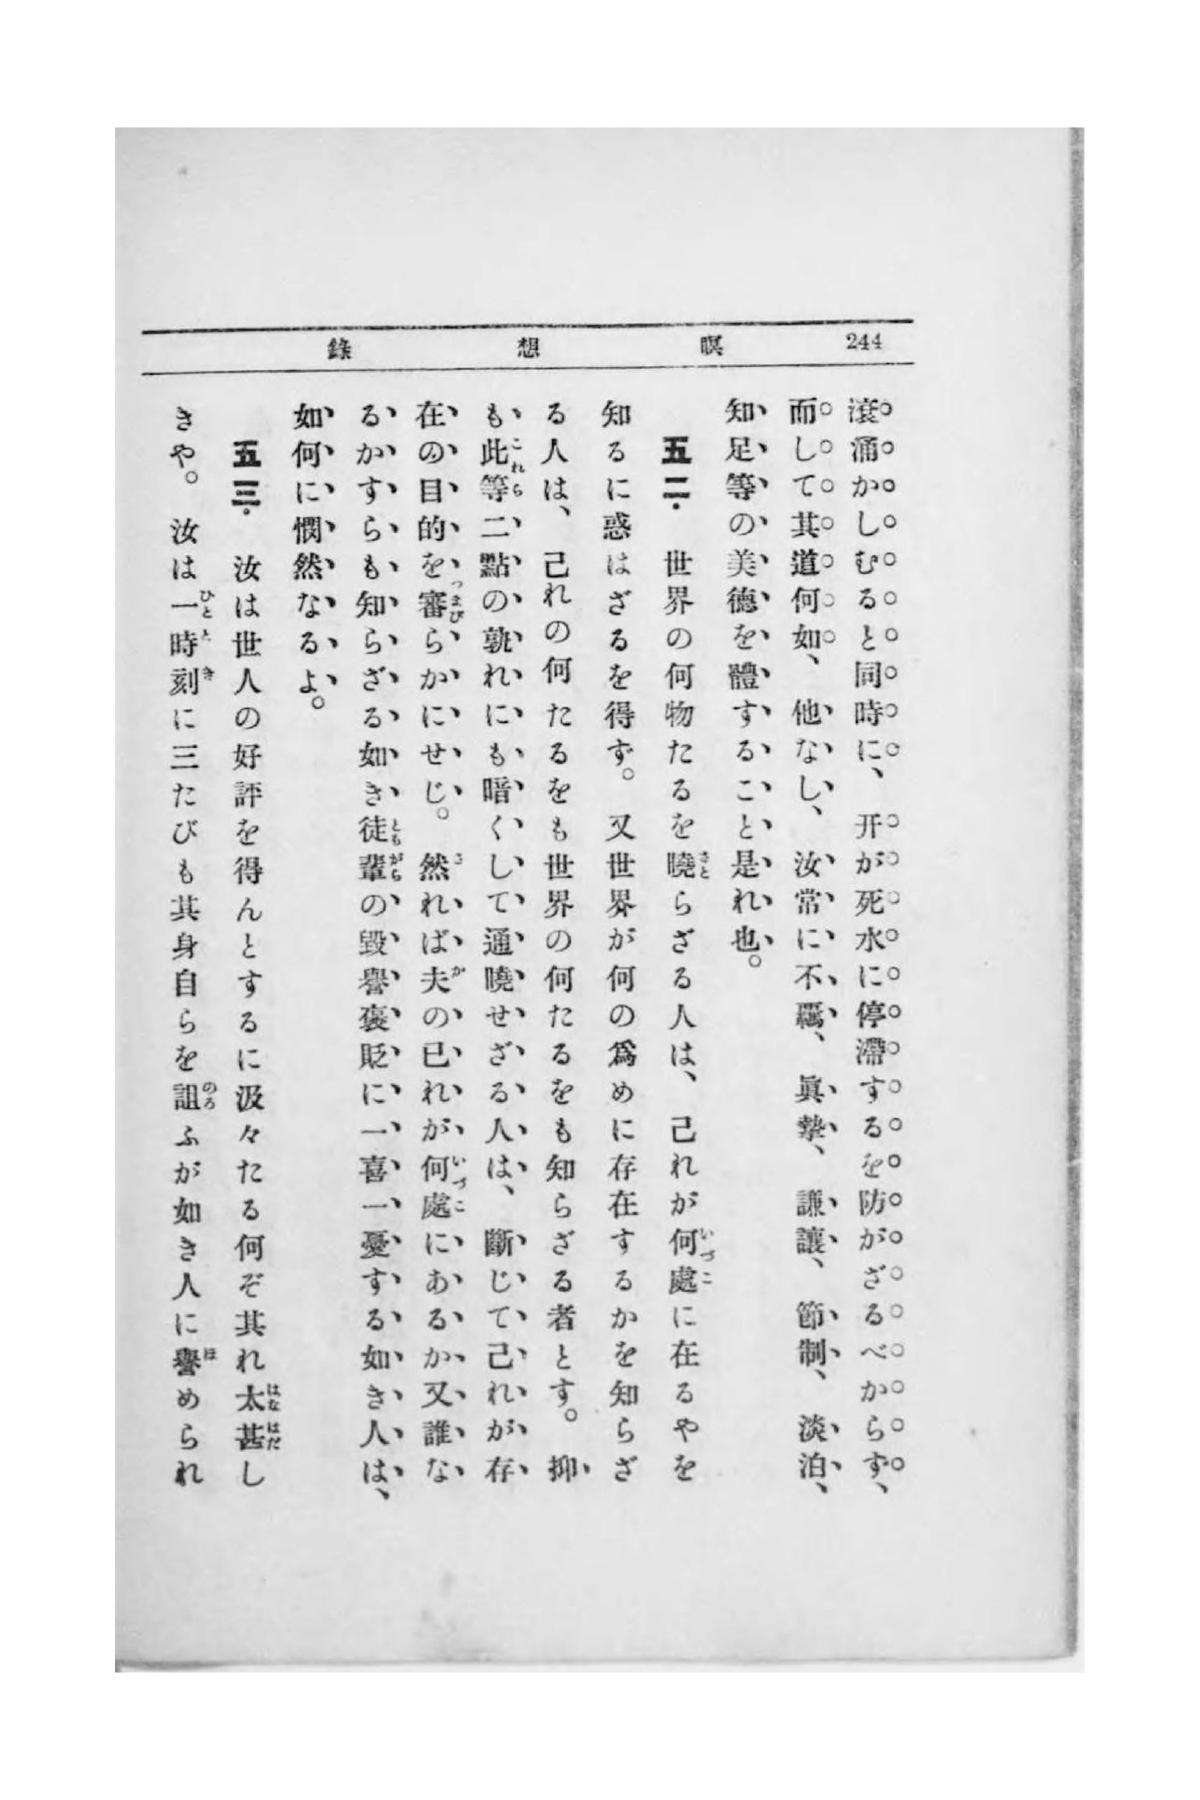 244 瞑想錄
滾涌かしむると同時に、开が死水に停滯するを防がざるべからず、
而して其道何如、他なし、汝常に不羈、眞摯、謙讓、節制、淡泊、
知足等の美德を體すること是れ也。
五二・世界の何物たるを曉らざる人は、己れが何處に在るやを
知るに惑はざるを得ず。又世界が何の爲めに存在するかを知らざ
る人は、己れの何たるをも世界の何たるをも知らざる者とす。抑
も此等二點の孰れにも暗くして通曉せざる人は、斷じて己れが存
在の目的を審らかにせじ。然れば夫の已れが何處にあるか又誰な
るかすらも知らざる如き徒輩の毀譽褒貶に一喜一憂する如き人は、
如何に憫然なるよ。
五三・汝は世人の好評を得んとするに汲々たる何ぞ其れ太甚し
きや。汝は一時刻に三たびも其身自らを詛ふが如き人に譽められ